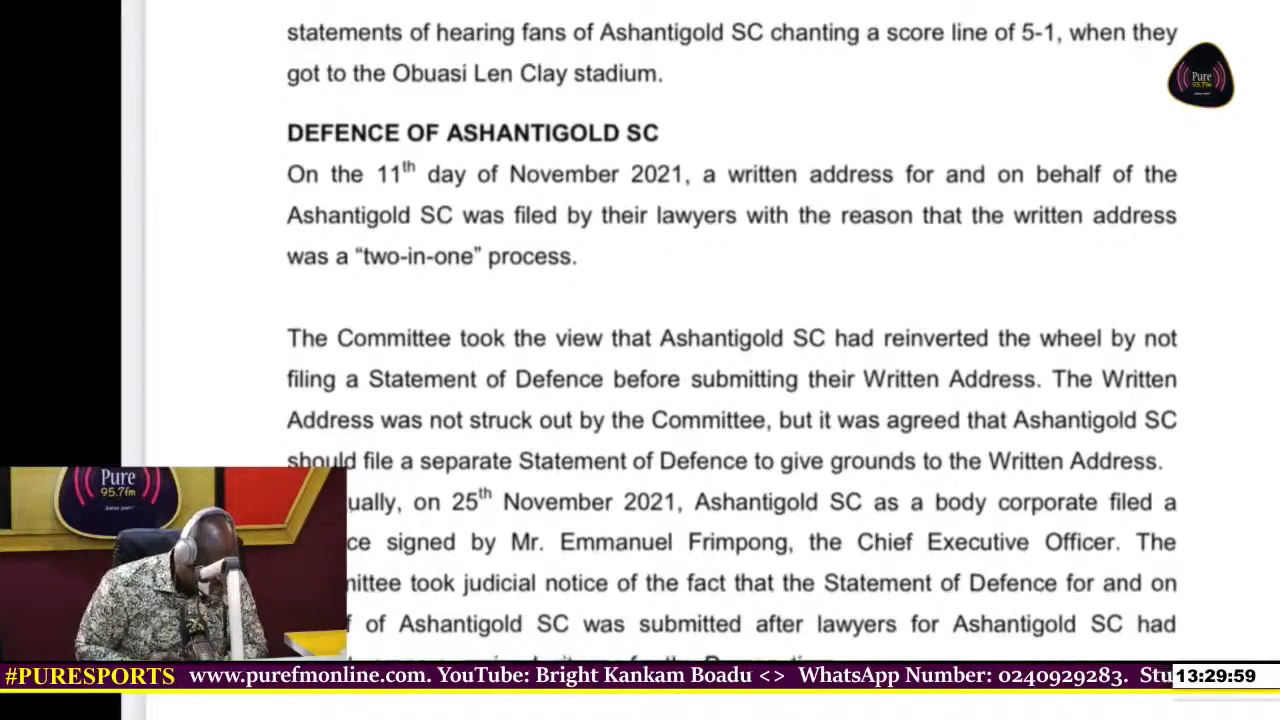 statements of hearing fans of Ashantigold SC chanting a score line of 5-1, when they
got to the Obuasi Len Clay stadium.
Pure
95.7fm
DEFENCE OF ASHANTIGOLD SC
On the 11th day of November 2021, a written address for and on behalf of the
Ashantigold SC was filed by their lawyers with the reason that the written address
was a “two-in-one” process.
The Committee took the view that Ashantigold SC had reinverted the wheel by not
filing a Statement of Defence before submitting their Written Address. The Written
Address was not struck out by the Committee, but it was agreed that Ashantigold SC
should file a separate Statement of Defence to give grounds to the Written Address.
ually, on 25th November 2021, Ashantigold SC as a body corporate filed a
ce signed by Mr. Emmanuel Frimpong, the Chief Executive Officer. The
mittee took judicial notice of the fact that the Statement of Defence for and on
f of Ashantigold SC was submitted after lawyers for Ashantigold SC had
Pure
95.7fm
#PURESPORTS www.purefmonline.com. YouTube: Bright Kankam Boadu <> WhatsApp Number: 0240929283. Stu
13:29:59